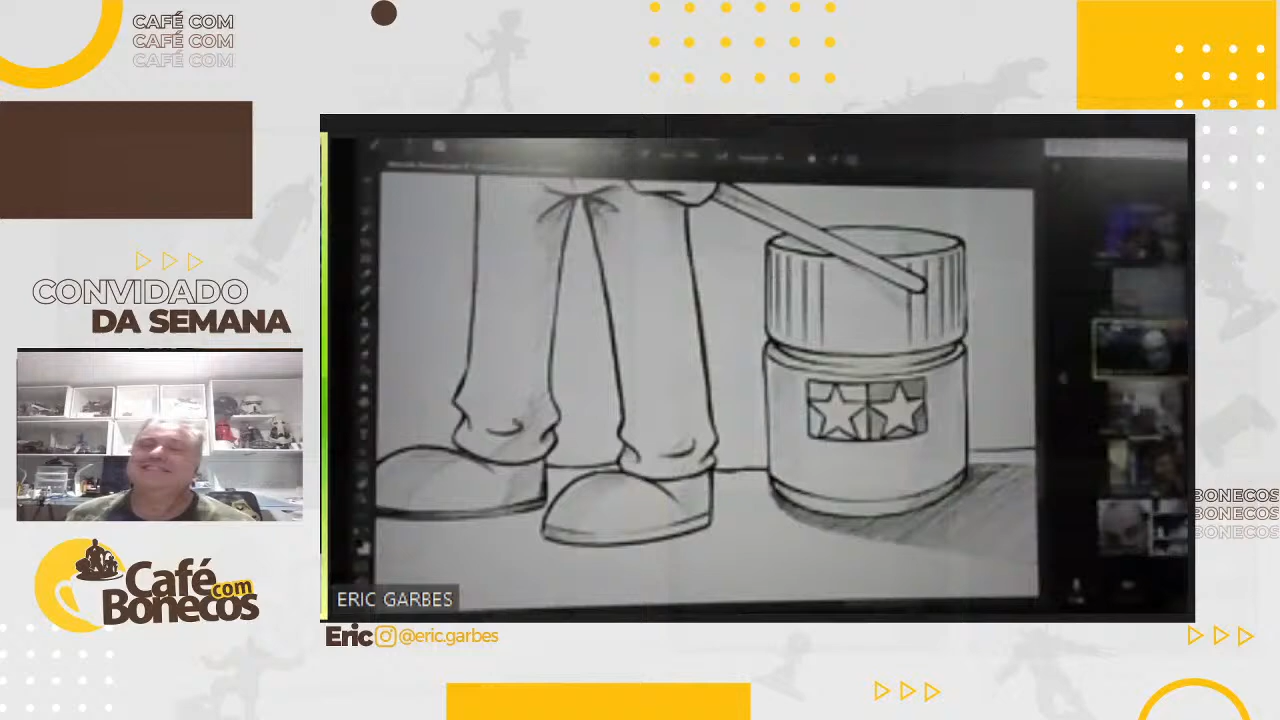 CAFÉ COM
CAFÉ COM
CAFÉ COM
CONVIDADO
DA SEMANA
Café
com
Bonecos
ERIC GARBES
Eric @eric.garbes
BONECOS
BONECOS
BONECOS